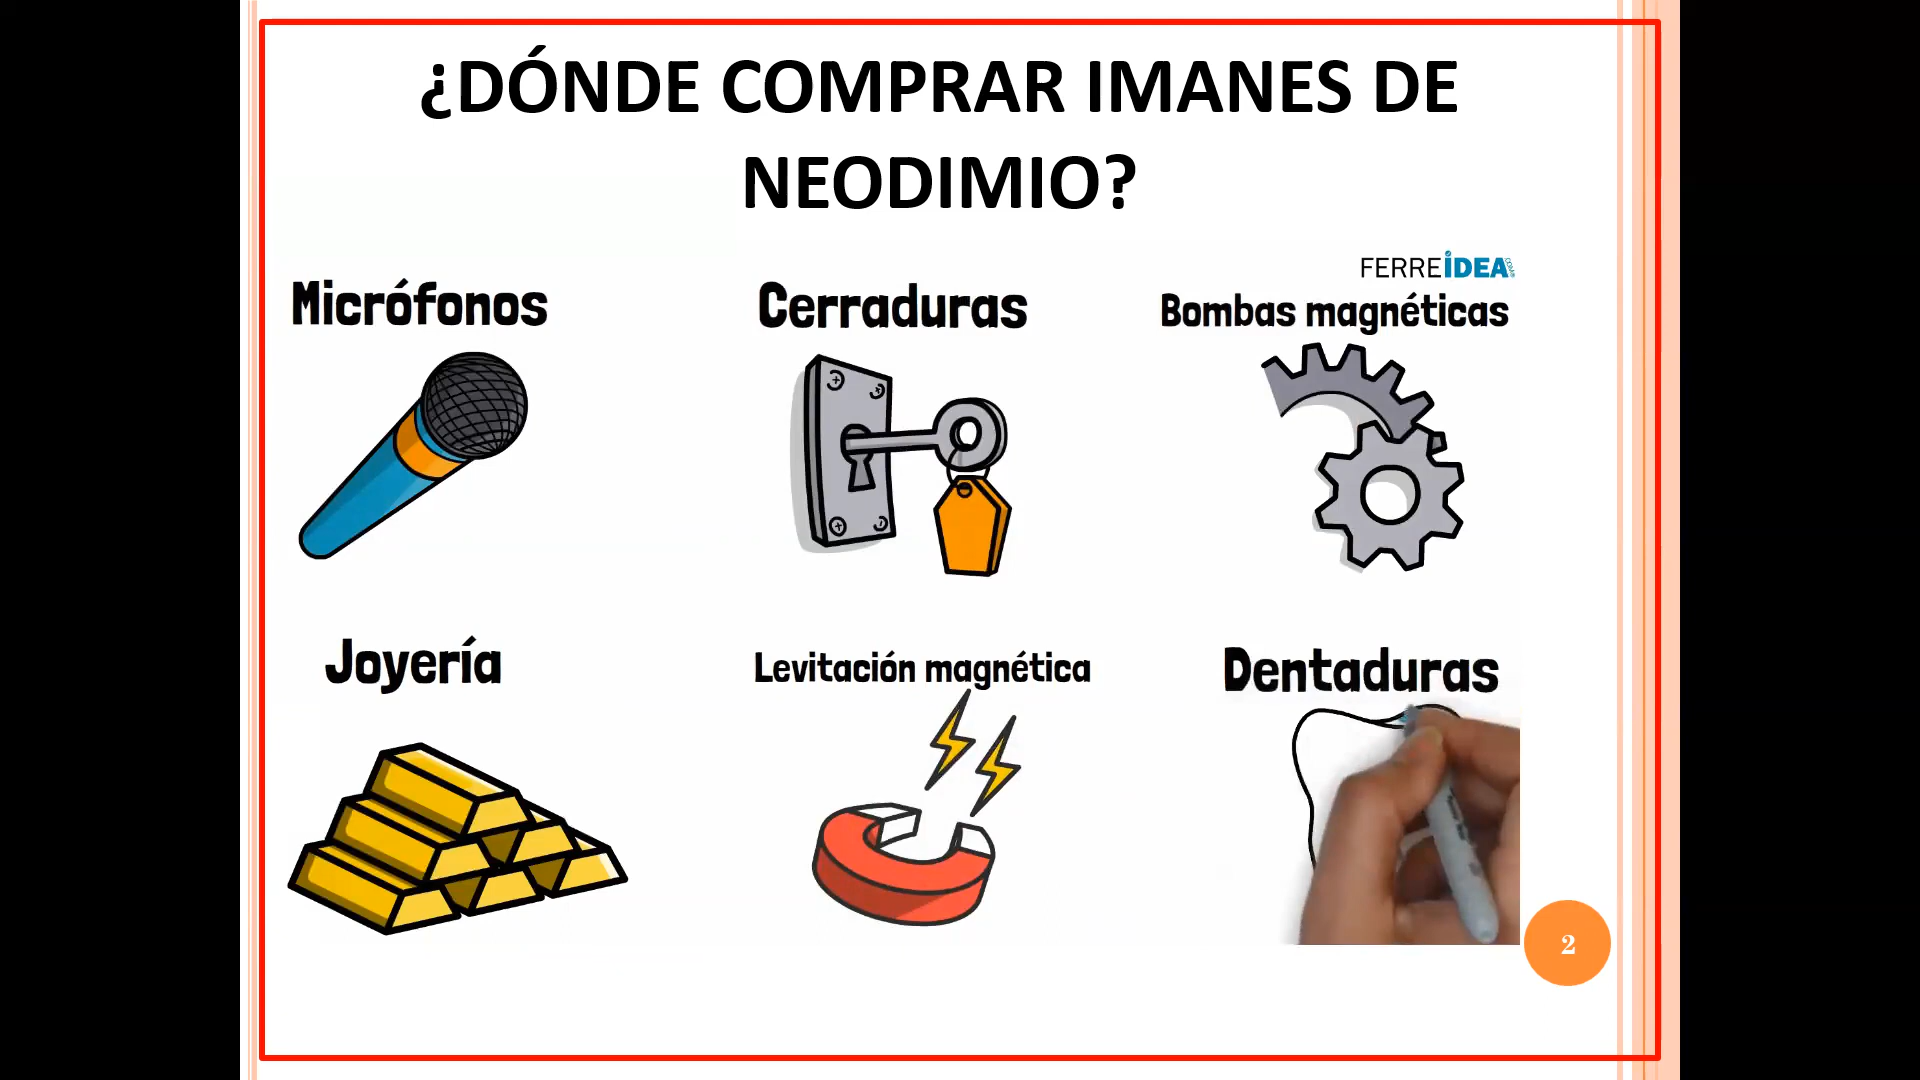 ¿DÓNDE COMPRAR IMANES DE
NEODIMIO?
FERREIDEA
Micrófonos
Cerraduras
Bombas magnéticas
Joyería
Levitación magnética
Dentaduras
2